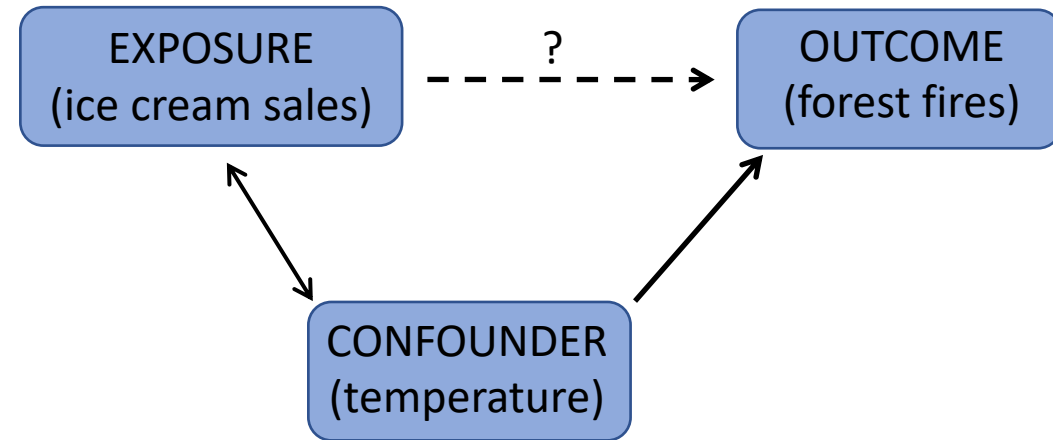 EXPOSURE
(ice cream sales)
?
OUTCOME
(forest fires)
CONFOUNDER
(temperature)